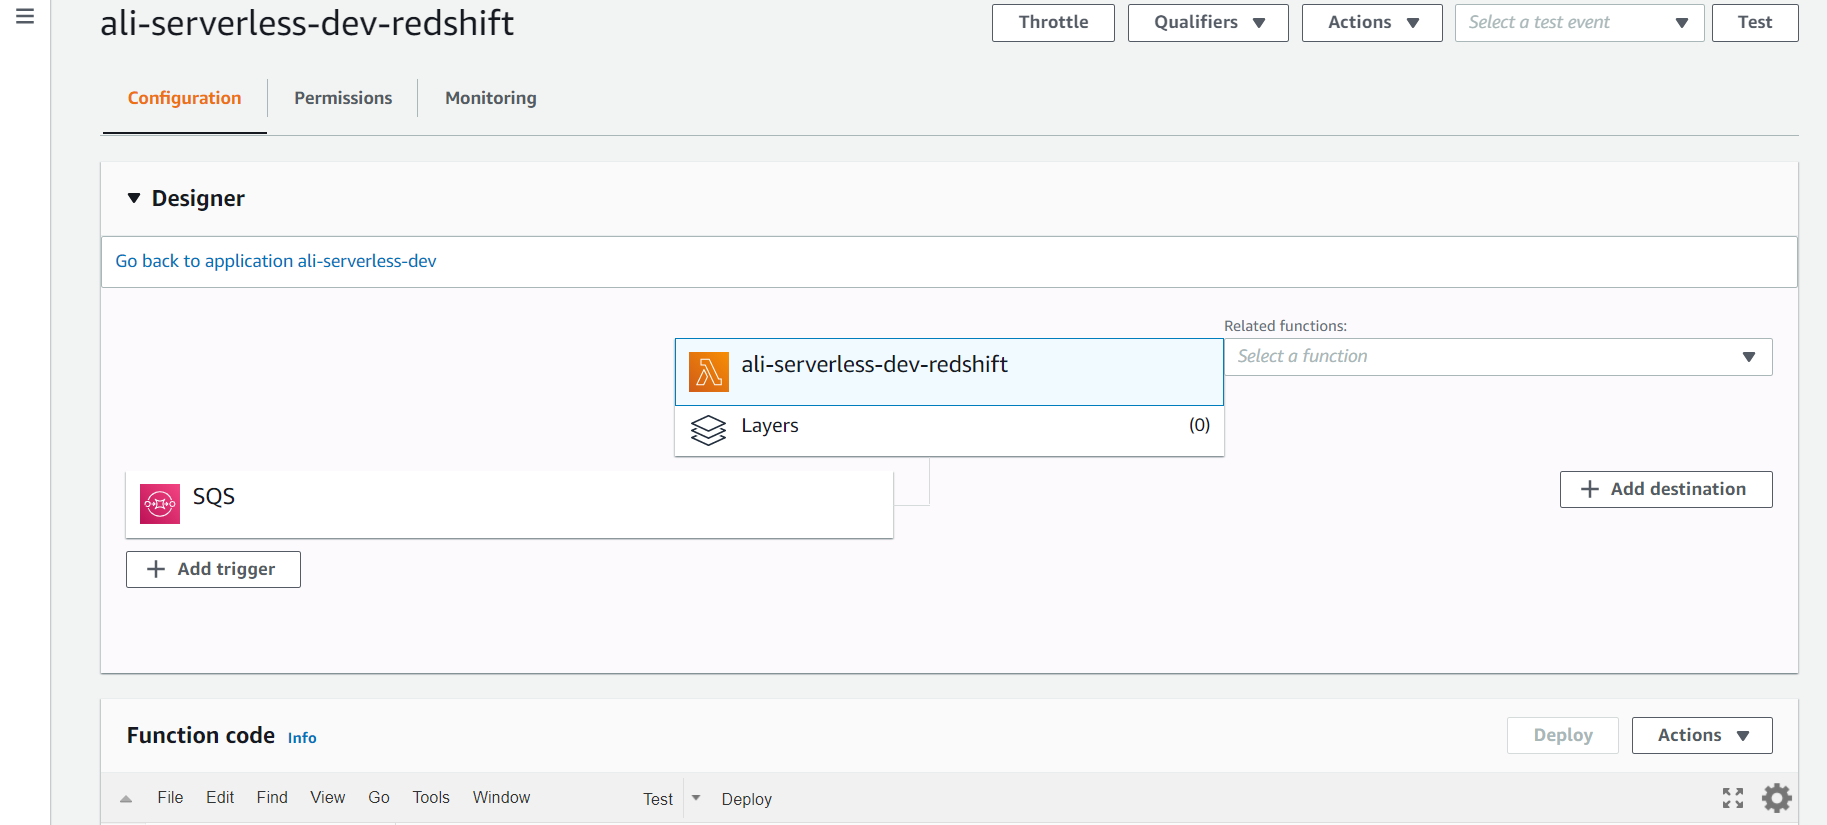 ali-serverless-dev-redshift
Throttle
Qualifiers
Actions
Select a test event
Test
Configuration
Permissions
Monitoring
Designer
Go back to application ali-serverless-dev
Related functions:
ali-serverless-dev-redshift
Select a function
Layers
(0)
SQS
Add destination
Add trigger
Function code Info
Deploy
Actions
File Edit Find View Go Tools Window Test Deploy